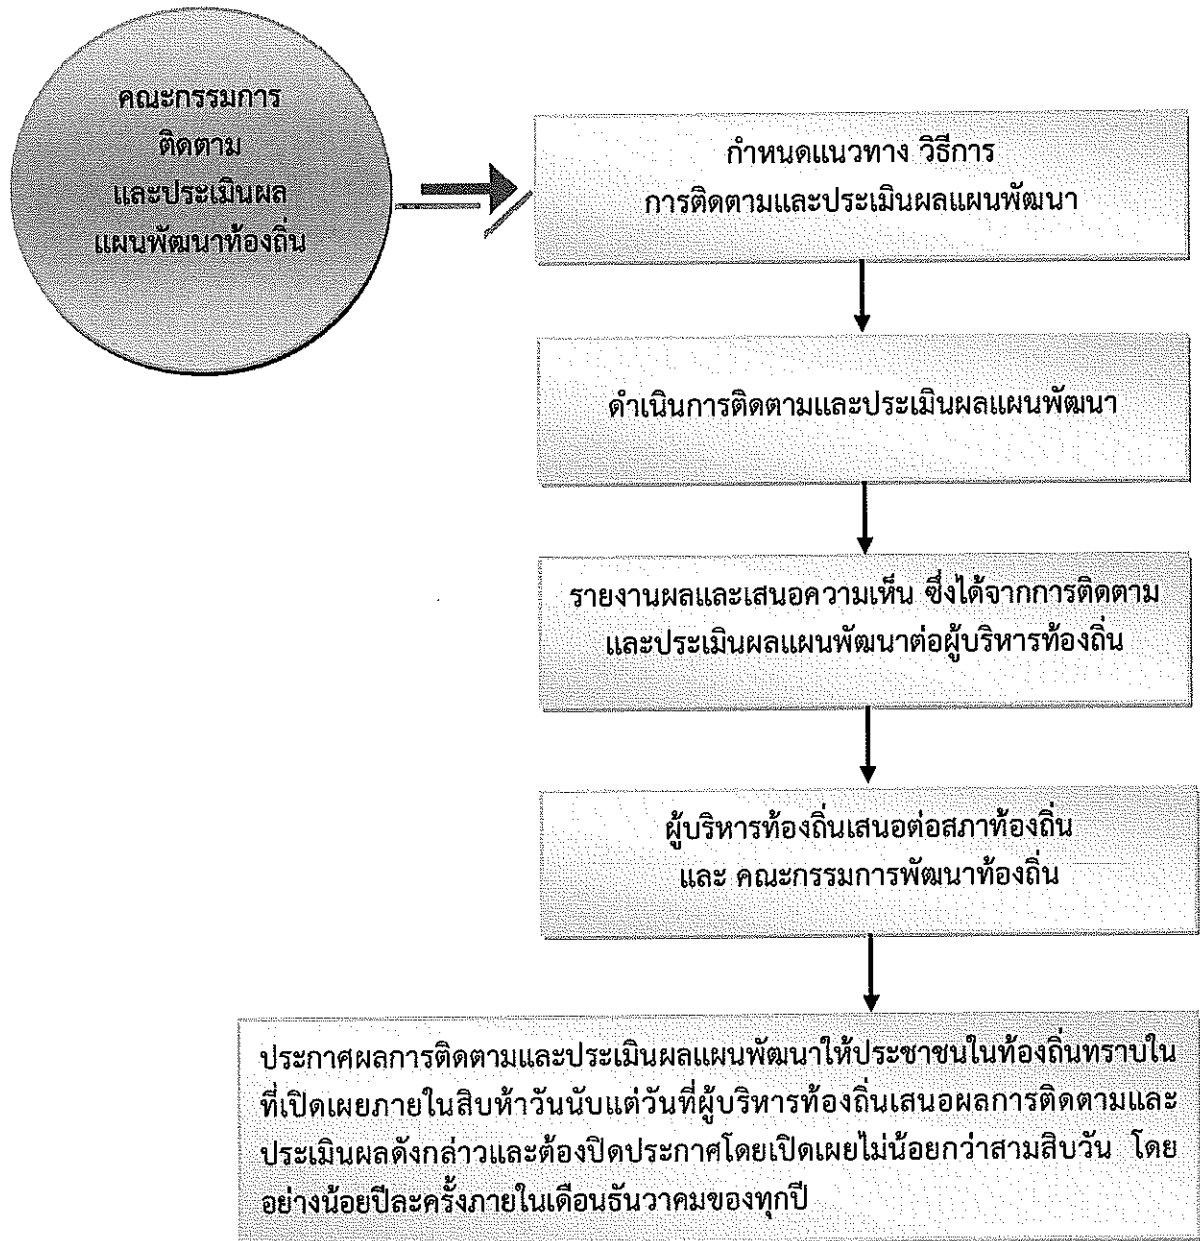 คณะกรรมการ
ติดตาม
และประเมินผล
แผนพัฒนาท้องถิ่น
กำหนดแนวทาง วิธีการ
การติดตามและประเมินผลแผนพัฒนา
ดำเนินการติดตามและประเมินผลแผนพัฒนา
รายงานผลและเสนอความเห็น ซึ่งได้จากการติดตาม
และประเมินผลแผนพัฒนาต่อผู้บริหารท้องถิ่น
ผู้บริหารท้องถิ่นเสนอต่อสภาท้องถิ่น
และ คณะกรรมการพัฒนาท้องถิ่น
ประกาศผลการติดตามและประเมินผลแผนพัฒนาให้ประชาชนในท้องถิ่นทราบใน
ที่เปิดเผยภายในสิบห้าวันนับแต่วันที่ผู้บริหารท้องถิ่นเสนอผลการติดตามและ
ประเมินผลดังกล่าวและต้องปิดประกาศโดยเปิดเผยไม่น้อยกว่าสามสิบวัน โดย
อย่างน้อยปีละครั้งภายในเดือนธันวาคมของทุกปี